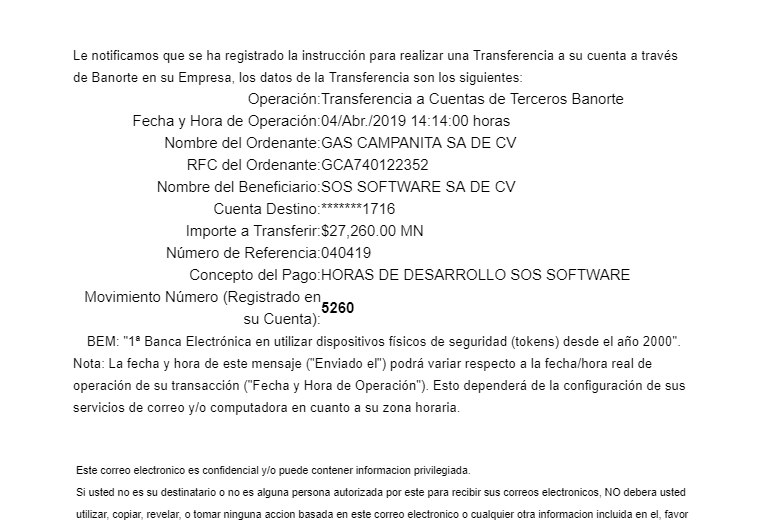 Le notificamos que se ha registrado la instrucción para realizar una Transferencia a su cuenta a través
de Banorte en su Empresa, los datos de la Transferencia son los siguientes:
Operación:Transferencia a Cuentas de Terceros Banorte
Fecha y Hora de Operación:04/Abr./2019 14:14:00 horas
Nombre del Ordenante:GAS CAMPANITA SA DE CV
RFC del Ordenante:GCA740122352
Nombre del Beneficiario:SOS SOFTWARE SA DE CV
Cuenta Destino:*******1716
Importe a Transferir:$27,260.00 MN
Número de Referencia:040419
Concepto del Pago:HORAS DE DESARROLLO SOS SOFTWARE
Movimiento Número (Registrado en
su Cuenta):5260
BEM: "1ª Banca Electrónica en utilizar dispositivos físicos de seguridad (tokens) desde el año 2000".
Nota: La fecha y hora de este mensaje ("Enviado el") podrá variar respecto a la fecha/hora real de
operación de su transacción ("Fecha y Hora de Operación"). Esto dependerá de la configuración de sus
servicios de correo y/o computadora en cuanto a su zona horaria.
Este correo electronico es confidencial y/o puede contener informacion privilegiada.
Si usted no es su destinatario o no es alguna persona autorizada por este para recibir sus correos electronicos, NO debera usted
utilizar, copiar, revelar, o tomar ninguna accion basada en este correo electronico o cualquier otra informacion incluida en el, favor